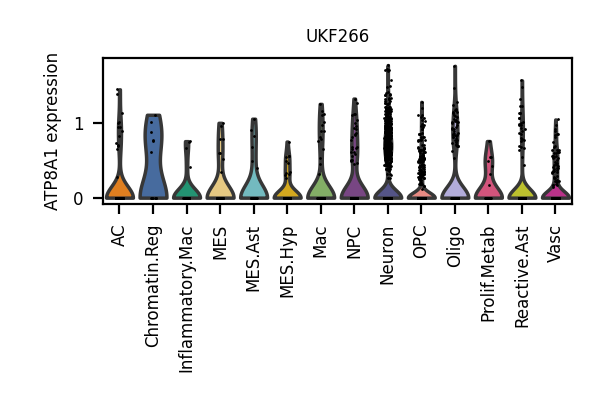 UKF266
ATP8A1 expression
1
0
AC
Chromatin.Reg
Inflammatory.Mac
MES
MES.Ast
MES.Hyp
Mac
NPC
Neuron
OPC
Oligo
Prolif.Metab
Reactive.Ast
Vasc